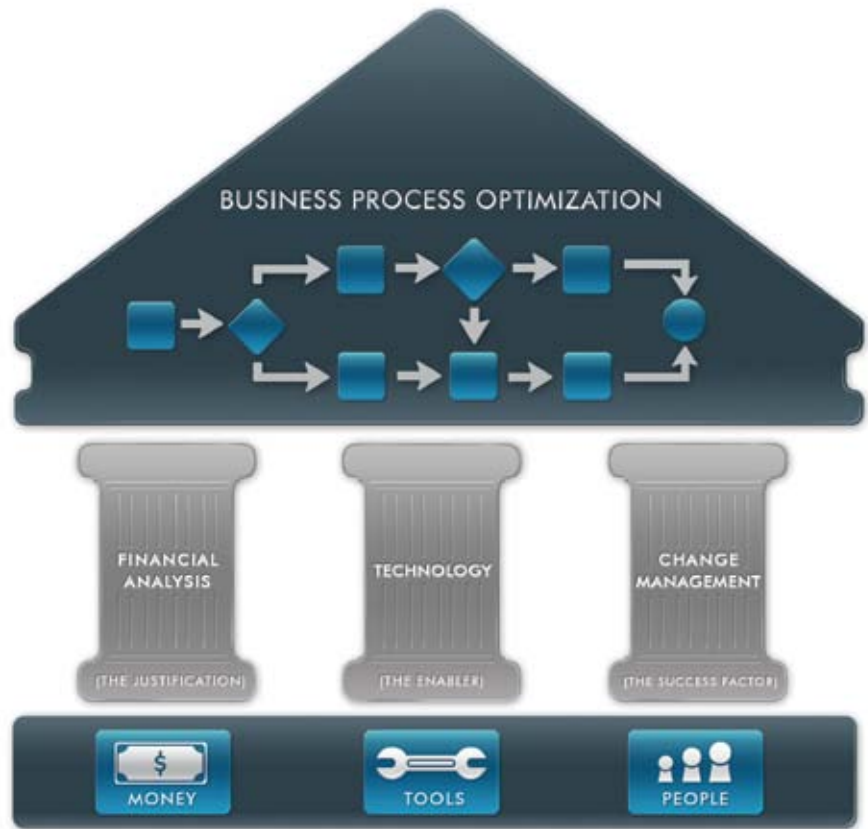 BUSINESS PROCESS OPTIMIZATION
FINANCIAL
ANALYSIS
(THE JUSTIFICATION)
TECHNOLOGY
(THE ENABLER)
CHANGE
MANAGEMENT
(THE SUCCESS FACTOR)
$
MONEY
TOOLS
PEOPLE